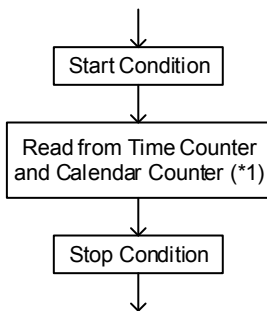 Start Condition
Read from Time Counter
and Calendar Counter (*1)
Stop Condition